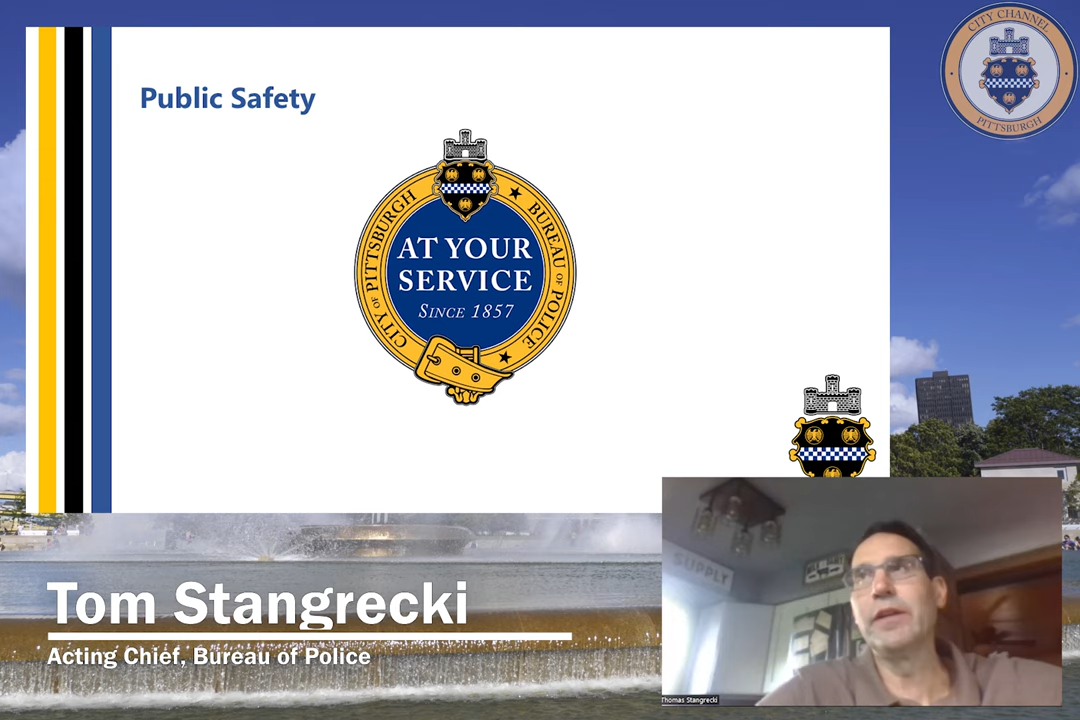 CITY CHANNEL
PITTSBURGH
Public Safety
CITY OF PITTSBURGH
BUREAU OF POLICE
AT YOUR
SERVICE
SINCE 1857
SUPPLY
Tom Stangrecki
Acting Chief, Bureau of Police
Thomas Stangrecki